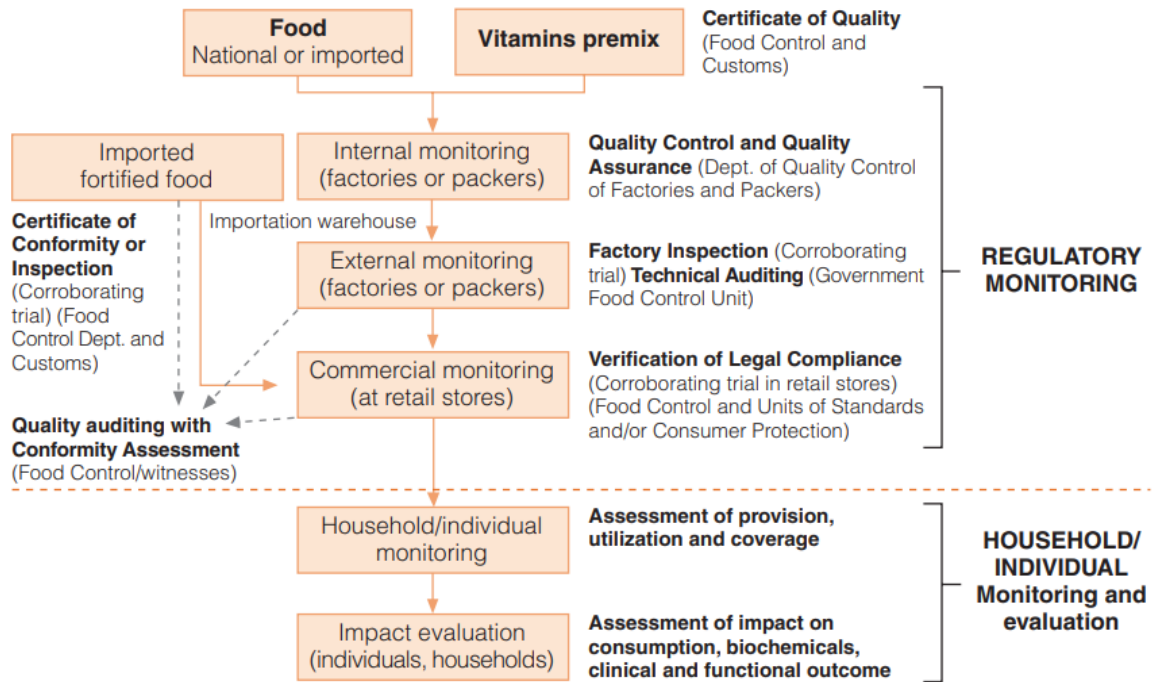 Food
National or imported
Vitamins premix
Certificate of Quality
(Food Control and
Customs)
Imported
fortified food
Internal monitoring
(factories or packers)
Quality Control and Quality
Assurance (Dept. of Quality Control
of Factories and Packers)
Certificate of
Conformity or
Inspection
(Corroborating
trial) (Food
Control Dept. and
Customs)
Importation warehouse
External monitoring
(factories or packers)
Factory Inspection (Corroborating
trial) Technical Auditing (Government
Food Control Unit)
REGULATORY
MONITORING
Commercial monitoring
(at retail stores)
Verification of Legal Compliance
(Corroborating trial in retail stores)
(Food Control and Units of Standards
and/or Consumer Protection)
Quality auditing with
Conformity Assessment
(Food Control/witnesses)
Household/individual
monitoring
Assessment of provision,
utilization and coverage
HOUSEHOLD/
INDIVIDUAL
Monitoring and
evaluation
Impact evaluation
(individuals, households)
Assessment of impact on
consumption, biochemicals,
clinical and functional outcome